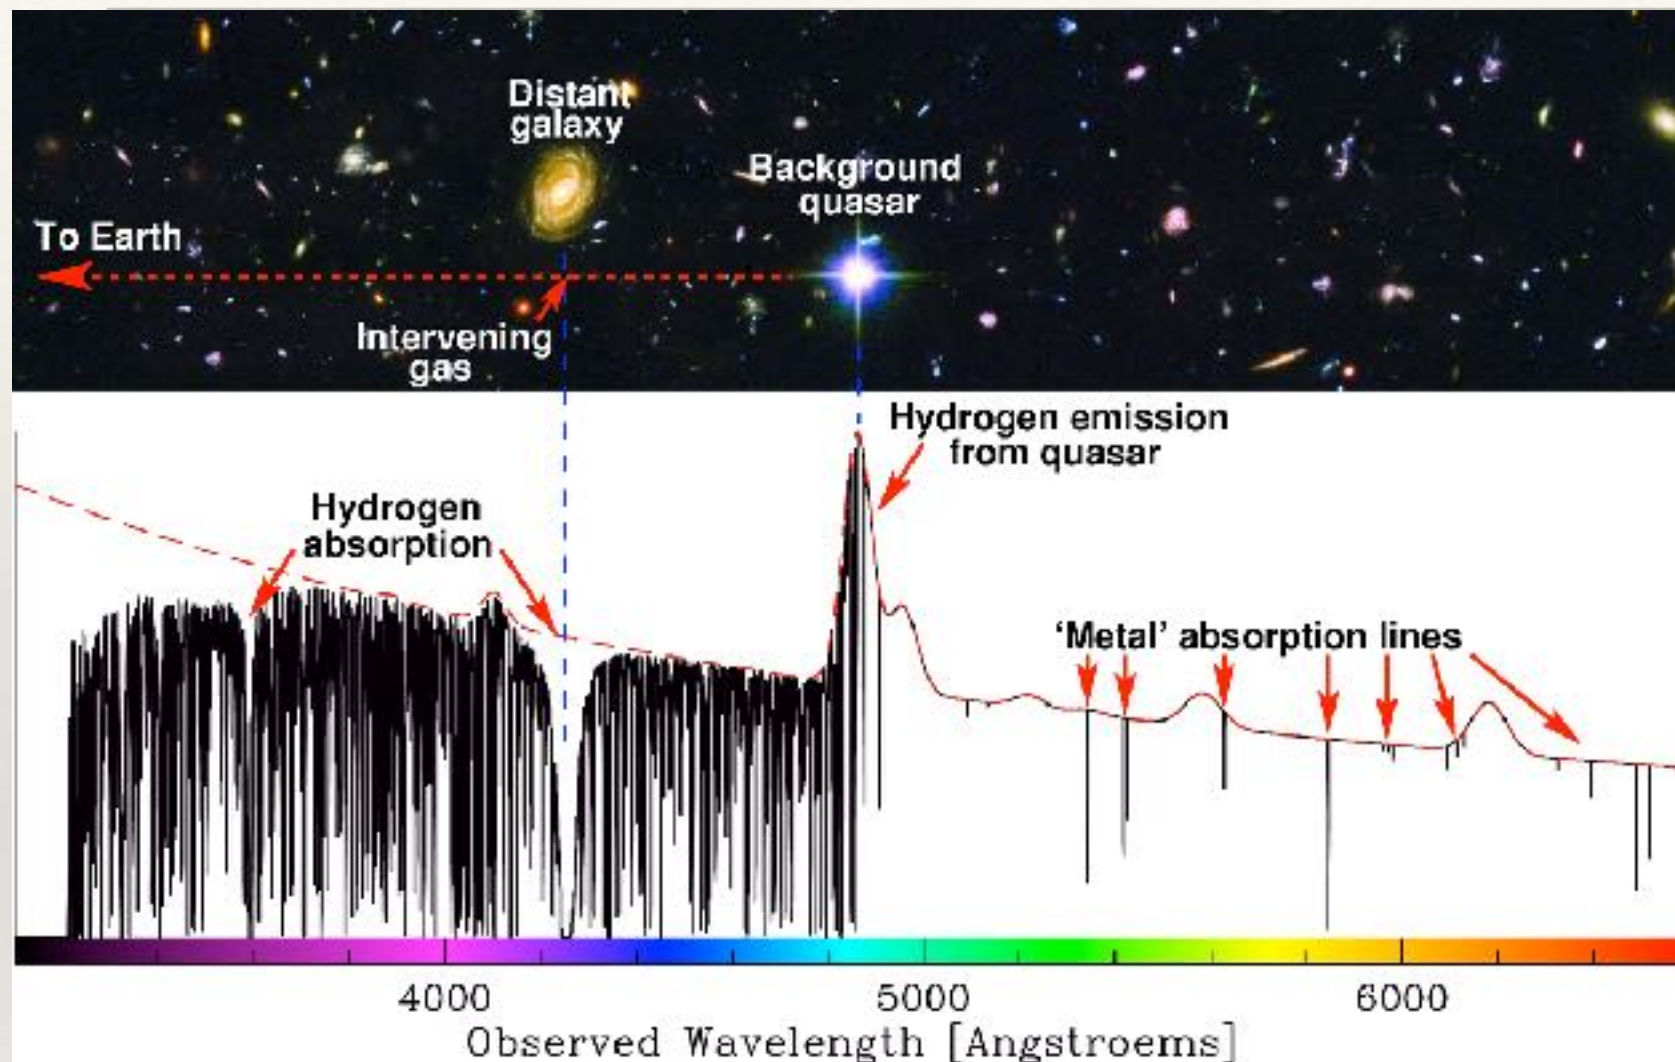 Distant
galaxy
Background
quasar
To Earth
Intervening
gas
Hydrogen emission
from quasar
Hydrogen
absorption
‘Metal’ absorption lines
4000
5000
6000
Observed Wavelength [Angstroems]